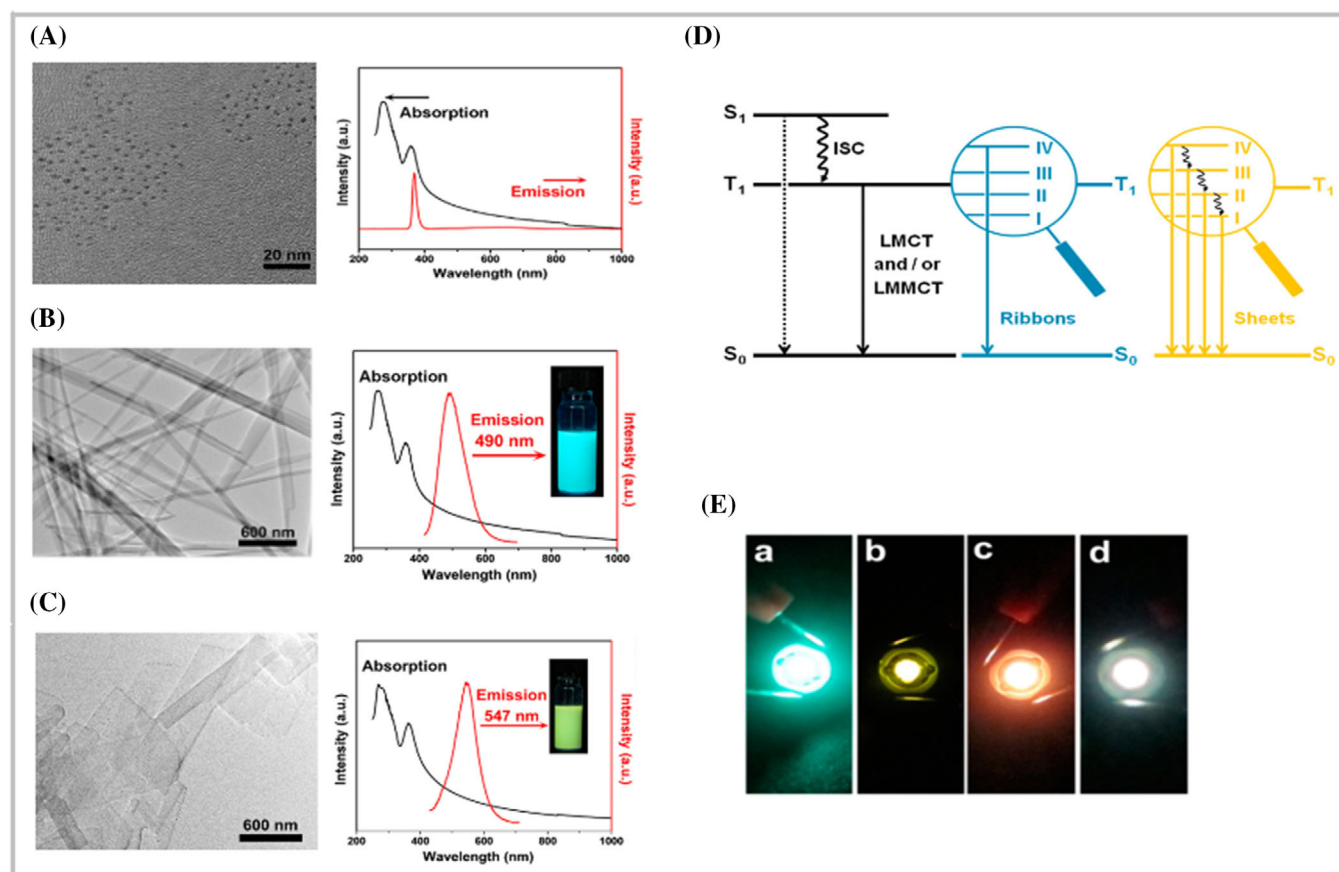 (A)
20 nm
Intensity (a.u.)
Absorption
Emission
Intensity (a.u.)
200 400 600 800 1000
Wavelength (nm)
(B)
600 nm
Intensity (a.u.)
Absorption
Emission
490 nm
Intensity (a.u.)
200 400 600 800 1000
Wavelength (nm)
(C)
600 nm
Intensity (a.u.)
Absorption
Emission
547 nm
Intensity (a.u.)
200 400 600 800 1000
Wavelength (nm)
(D)
S1
ISC
T1
LMCT
and / or
LMMCT
S0
IV
III
II
I
T1
Ribbons
S0
IV
III
II
I
T1
Sheets
S0
(E)
a
b
c
d